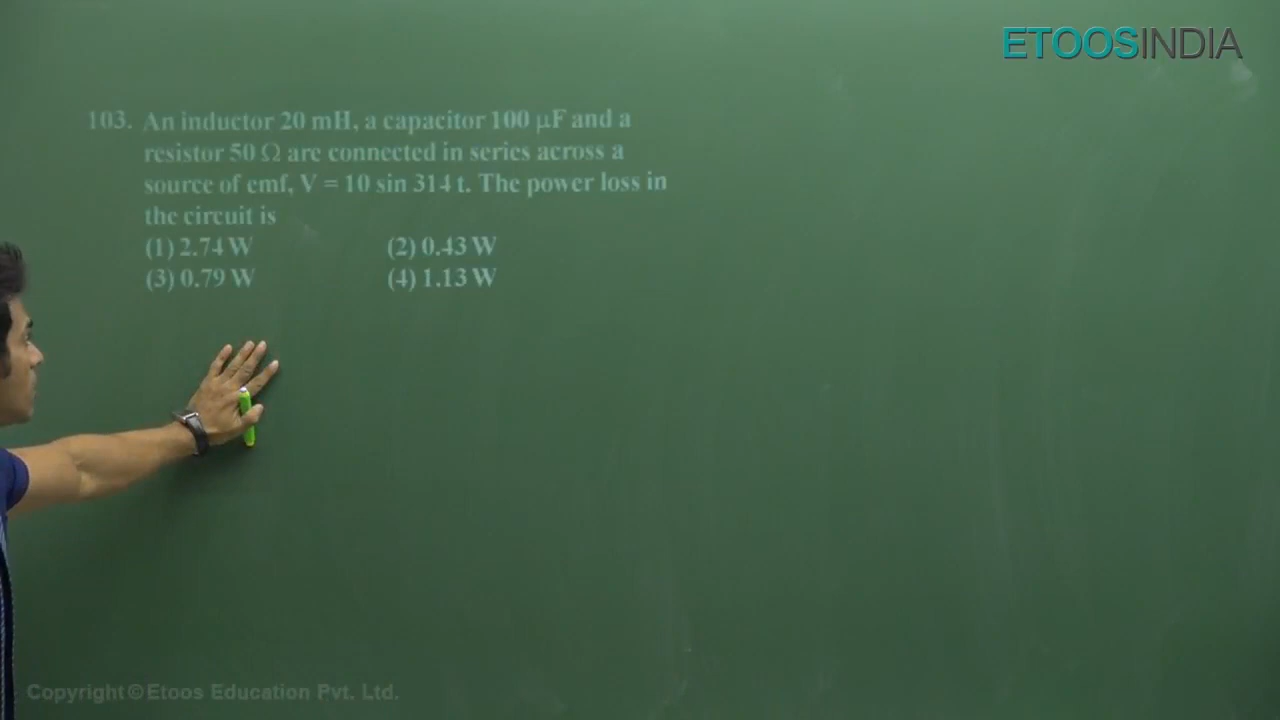 ETOOSINDIA
103. An inductor 20 mH, a capacitor 100 μF and a
resistor 50 Ω are connected in series across a
source of emf, V = 10 sin 314 t. The power loss in
the circuit is
(1) 2.74 W (2) 0.43 W
(3) 0.79 W (4) 1.13 W
Copyright © Etoos Education Pvt. Ltd.